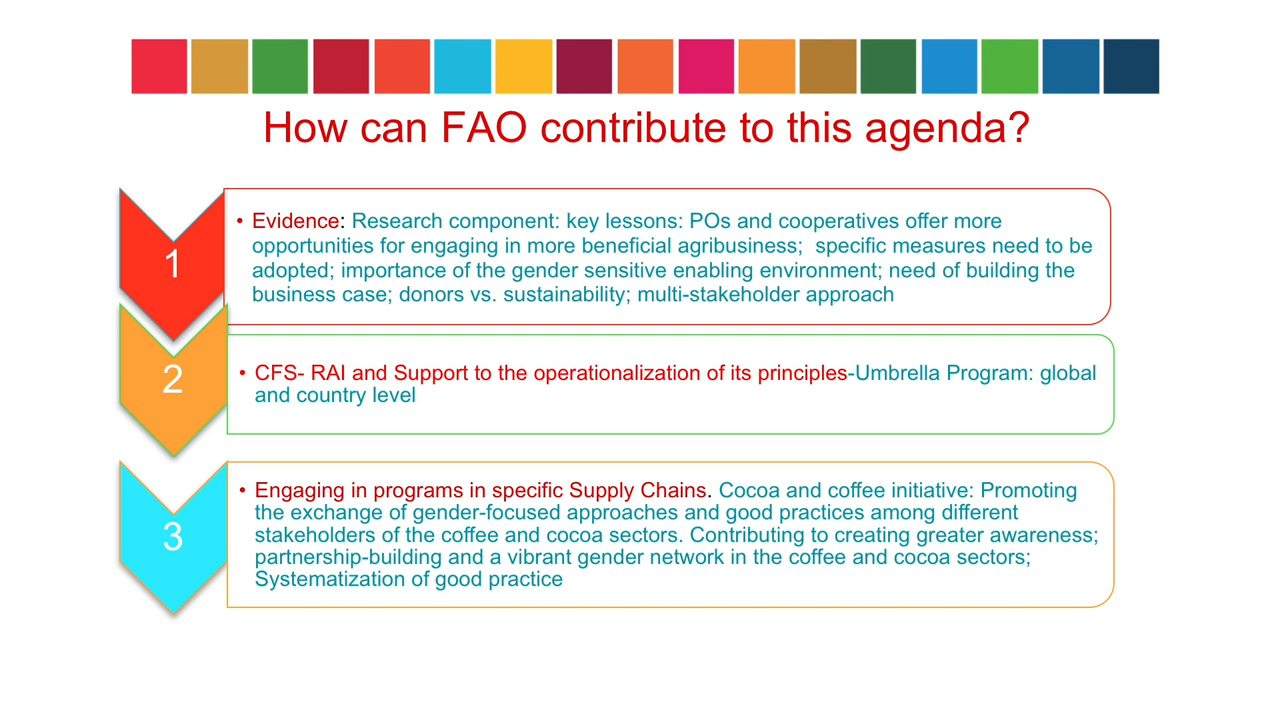 How can FAO contribute to this agenda?
1
• Evidence: Research component: key lessons: POs and cooperatives offer more
opportunities for engaging in more beneficial agribusiness;  specific measures need to be
adopted; importance of the gender sensitive enabling environment; need of building the
business case; donors vs. sustainability; multi-stakeholder approach
2
• CFS- RAI and Support to the operationalization of its principles-Umbrella Program: global
and country level
3
• Engaging in programs in specific Supply Chains. Cocoa and coffee initiative: Promoting
the exchange of gender-focused approaches and good practices among different
stakeholders of the coffee and cocoa sectors. Contributing to creating greater awareness;
partnership-building and a vibrant gender network in the coffee and cocoa sectors;
Systematization of good practice